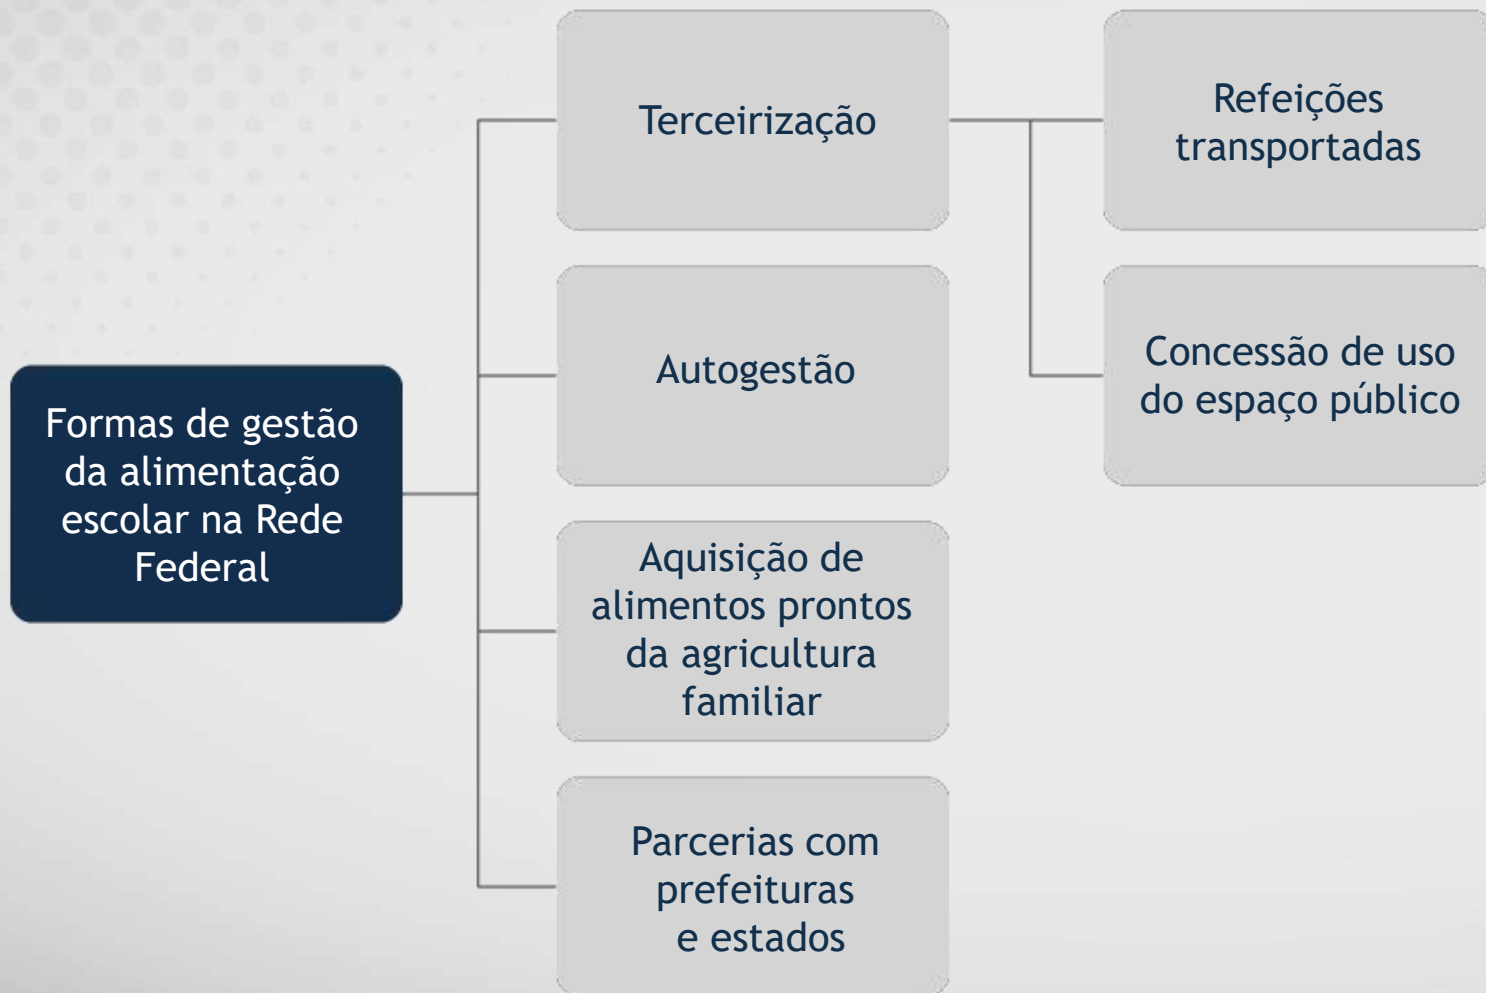 Formas de gestão
da alimentação
escolar na Rede
Federal
Terceirização
Refeições
transportadas
Concessão de uso
do espaço público
Autogestão
Aquisição de
alimentos prontos
da agricultura
familiar
Parcerias com
prefeituras
e estados